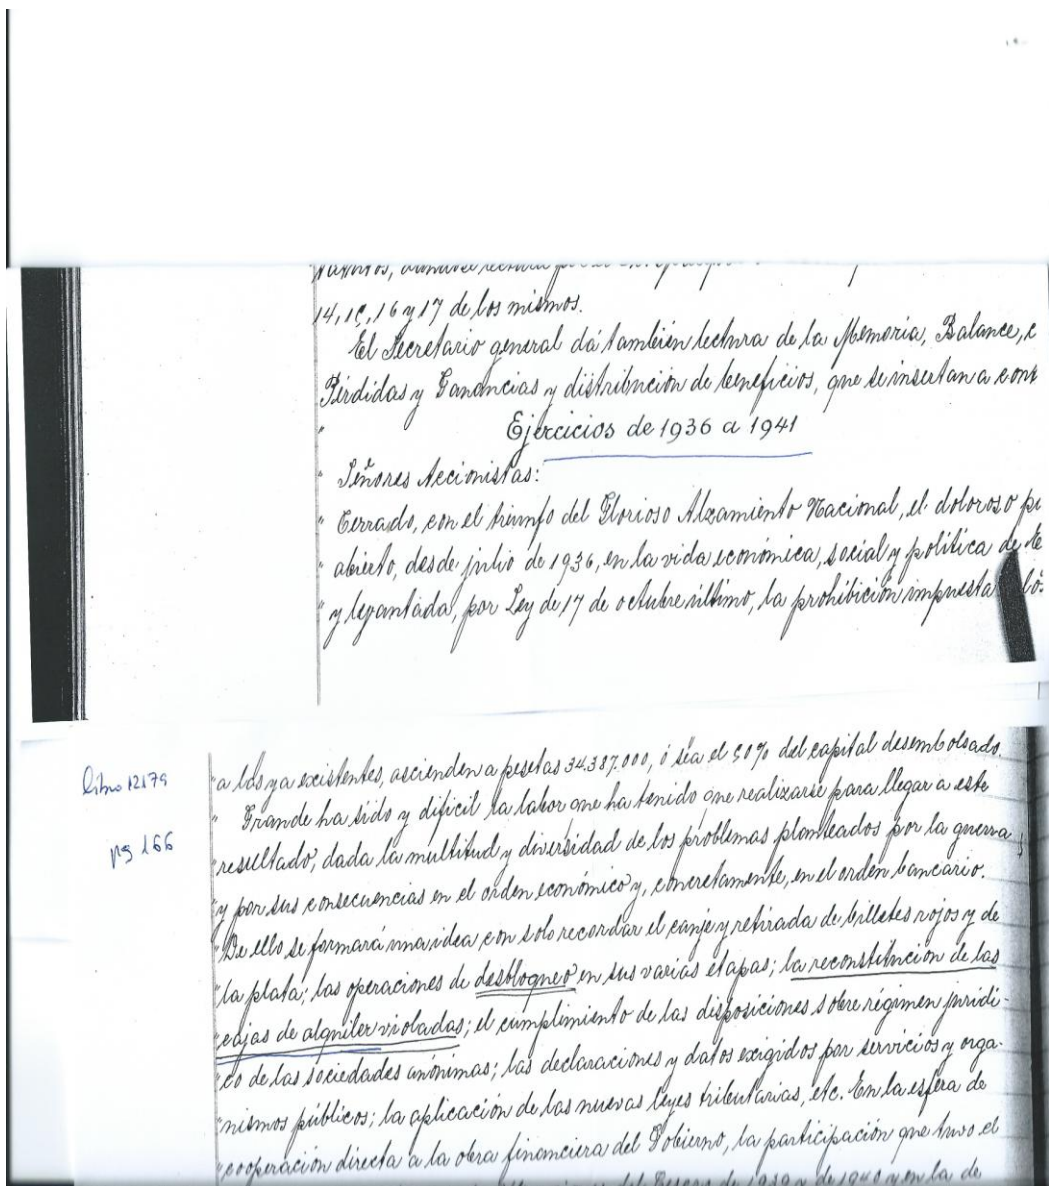 14, 15, 16 y 17 de los mismos.
El Secretario general dá también lectura de la Memoria, Balance, c
Pérdidas y Ganancias y distribución de beneficios, que se insertan a cont
" Ejercicios de 1936 a 1941
" Señores Accionistas:
" Cerrado, con el triunfo del Glorioso Alzamiento Nacional, el doloroso
" abierto, desde julio de 1936, en la vida económica, social y política de
" y levantada, por Ley de 17 de octubre último, la prohibición impuesta
libro 12179
pg 166
" a los ya existentes, ascienden a pesetas 34.387.000, ó sea el 50% del capital desembolsado.
" Grande ha sido y difícil la labor que ha tenido que realizarse para llegar a este
" resultado, dada la multitud y diversidad de los problemas planteados por la guerra
" y por sus consecuencias en el orden económico y, concretamente, en el orden bancario.
" De ello se formará una idea con solo recordar el canje y retirada de billetes rojos y de
" la plata; las operaciones de desbloqueo en sus varias etapas; la reconstitución de las
" cajas de alquiler violadas; el cumplimiento de las disposiciones sobre régimen jurídi-
" co de las sociedades anónimas; las declaraciones y datos exigidos por servicios y orga-
" nismos públicos; la aplicación de las nuevas leyes tributarias, etc. En la esfera de
" cooperación directa a la obra financiera del Gobierno, la participación que tuvo el
de 1939 y de 1940 y en la de